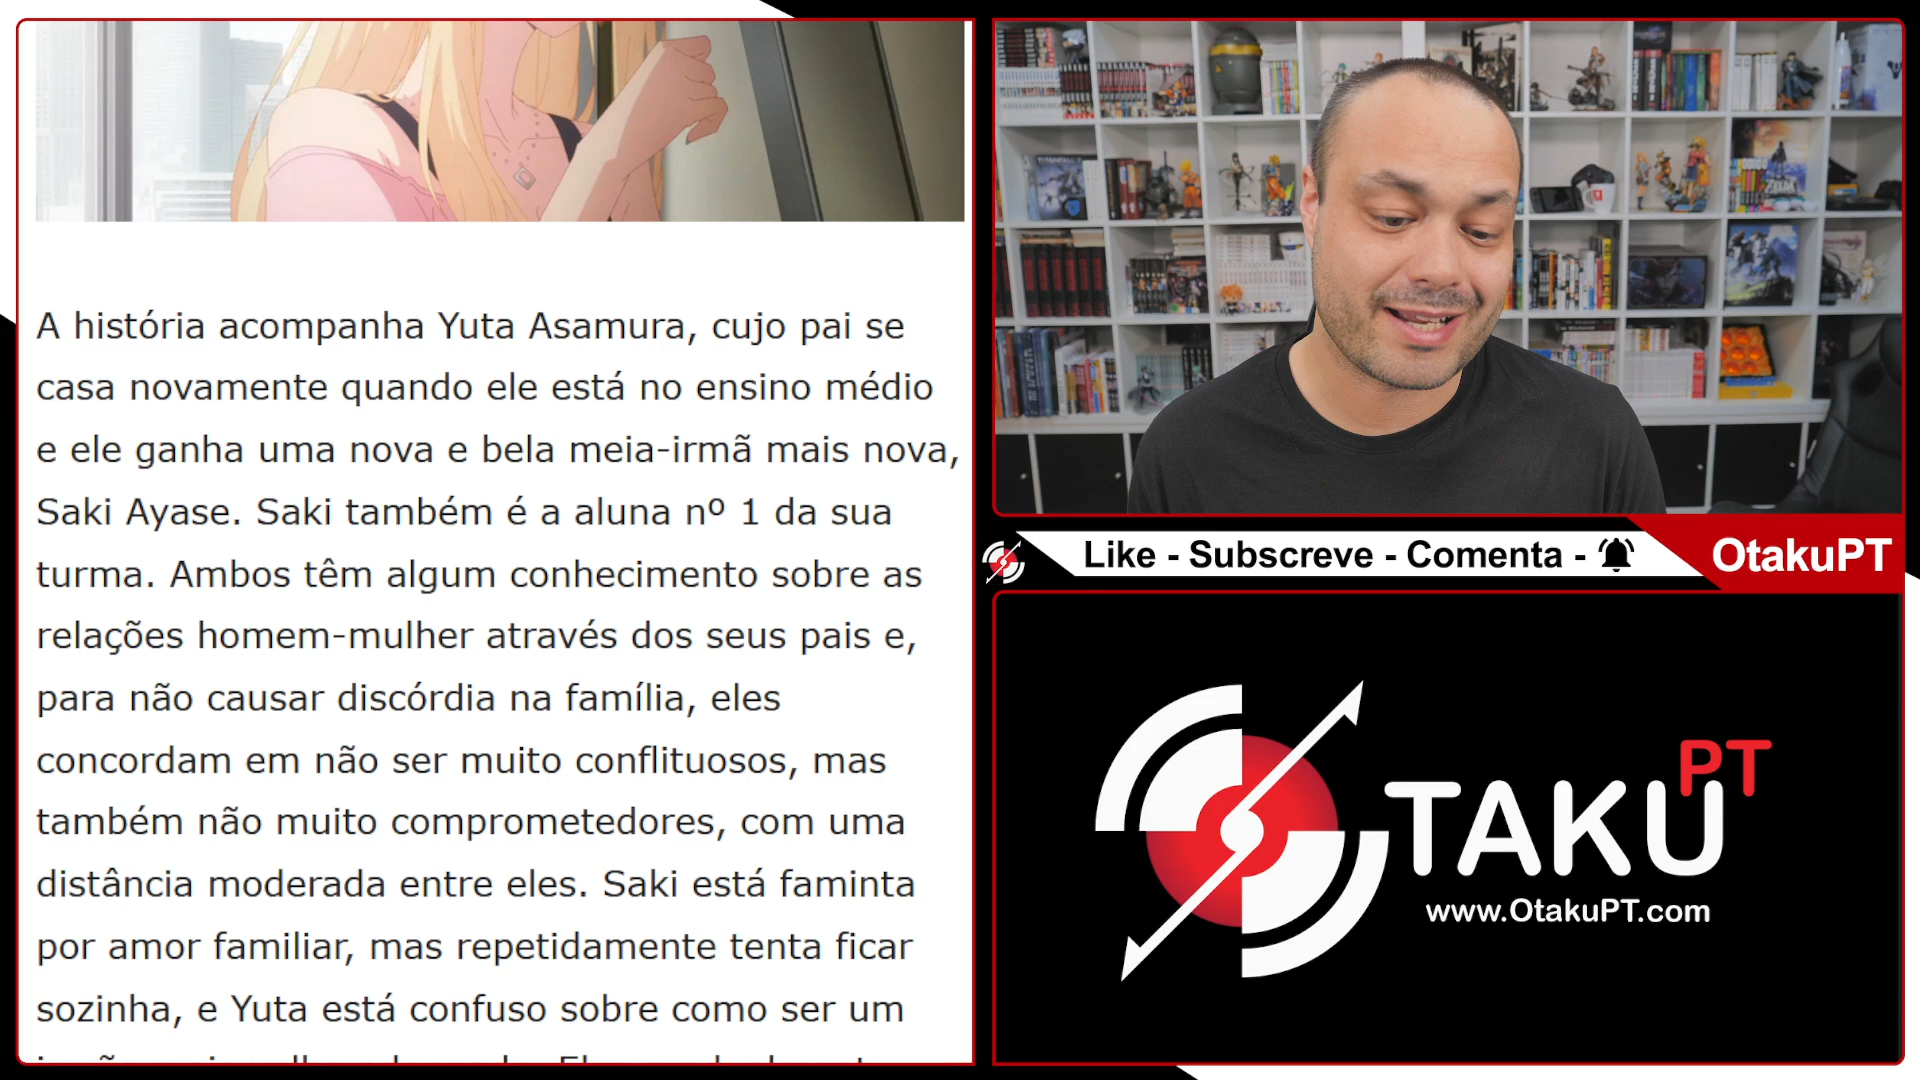 A história acompanha Yuta Asamura, cujo pai se
casa novamente quando ele está no ensino médio
e ele ganha uma nova e bela meia-irmã mais nova,
Saki Ayase. Saki também é a aluna nº 1 da sua
turma. Ambos têm algum conhecimento sobre as
relações homem-mulher através dos seus pais e,
para não causar discórdia na família, eles
concordam em não ser muito conflituosos, mas
também não muito comprometedores, com uma
distância moderada entre eles. Saki está faminta
por amor familiar, mas repetidamente tenta ficar
sozinha, e Yuta está confuso sobre como ser um
Like - Subscreve - Comenta -
OtakuPT
TAKU PT
www.OtakuPT.com